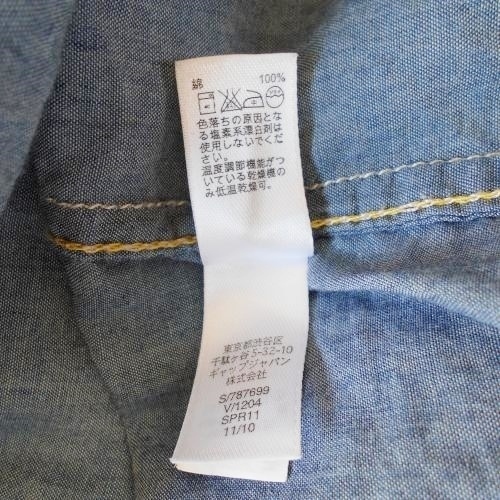 綿 100%
色落ちの原因とな
る塩素系漂白剤は
使用しないでくだ
さい。
温度調節機能がつ
いている乾燥機の
み低温乾燥可。
東京都渋谷区
千駄ケ谷5-32-10
ギャップジャパン
株式会社
S/787699
V/1204
SPR11
11/10